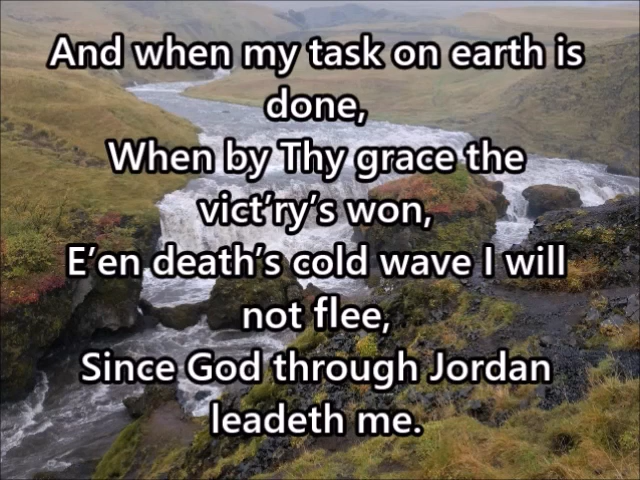 And when my task on earth is
done,
When by Thy grace the
vict’ry’s won,
E’en death’s cold wave I will
not flee,
Since God through Jordan
leadeth me.